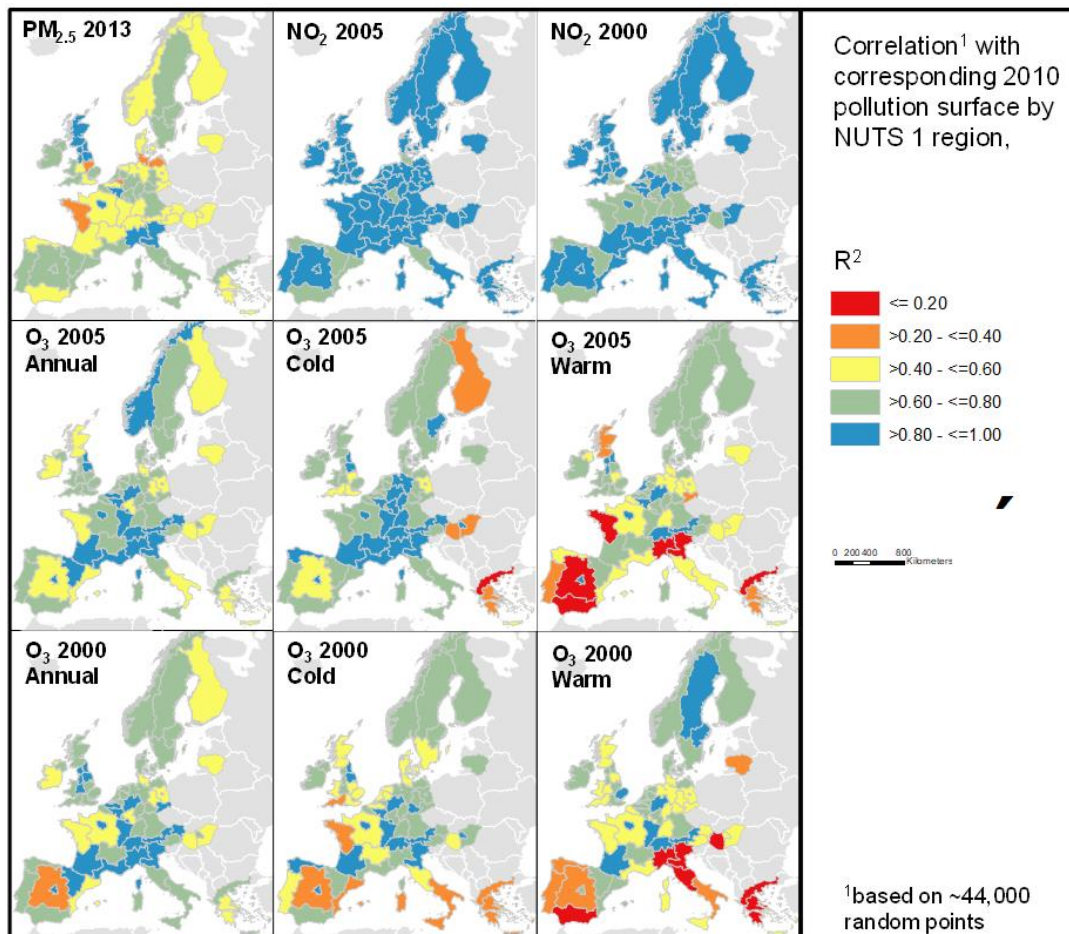 PM2.5 2013
NO2 2005
NO2 2000
Correlation1 with
corresponding 2010
pollution surface by
NUTS 1 region,
R2
<= 0.20
>0.20 - <=0.40
>0.40 - <=0.60
>0.60 - <=0.80
>0.80 - <=1.00
O3 2005
Annual
O3 2005
Cold
O3 2005
Warm
0 200 400 800
Kilometers
O3 2000
Annual
O3 2000
Cold
O3 2000
Warm
1based on ~44,000
random points